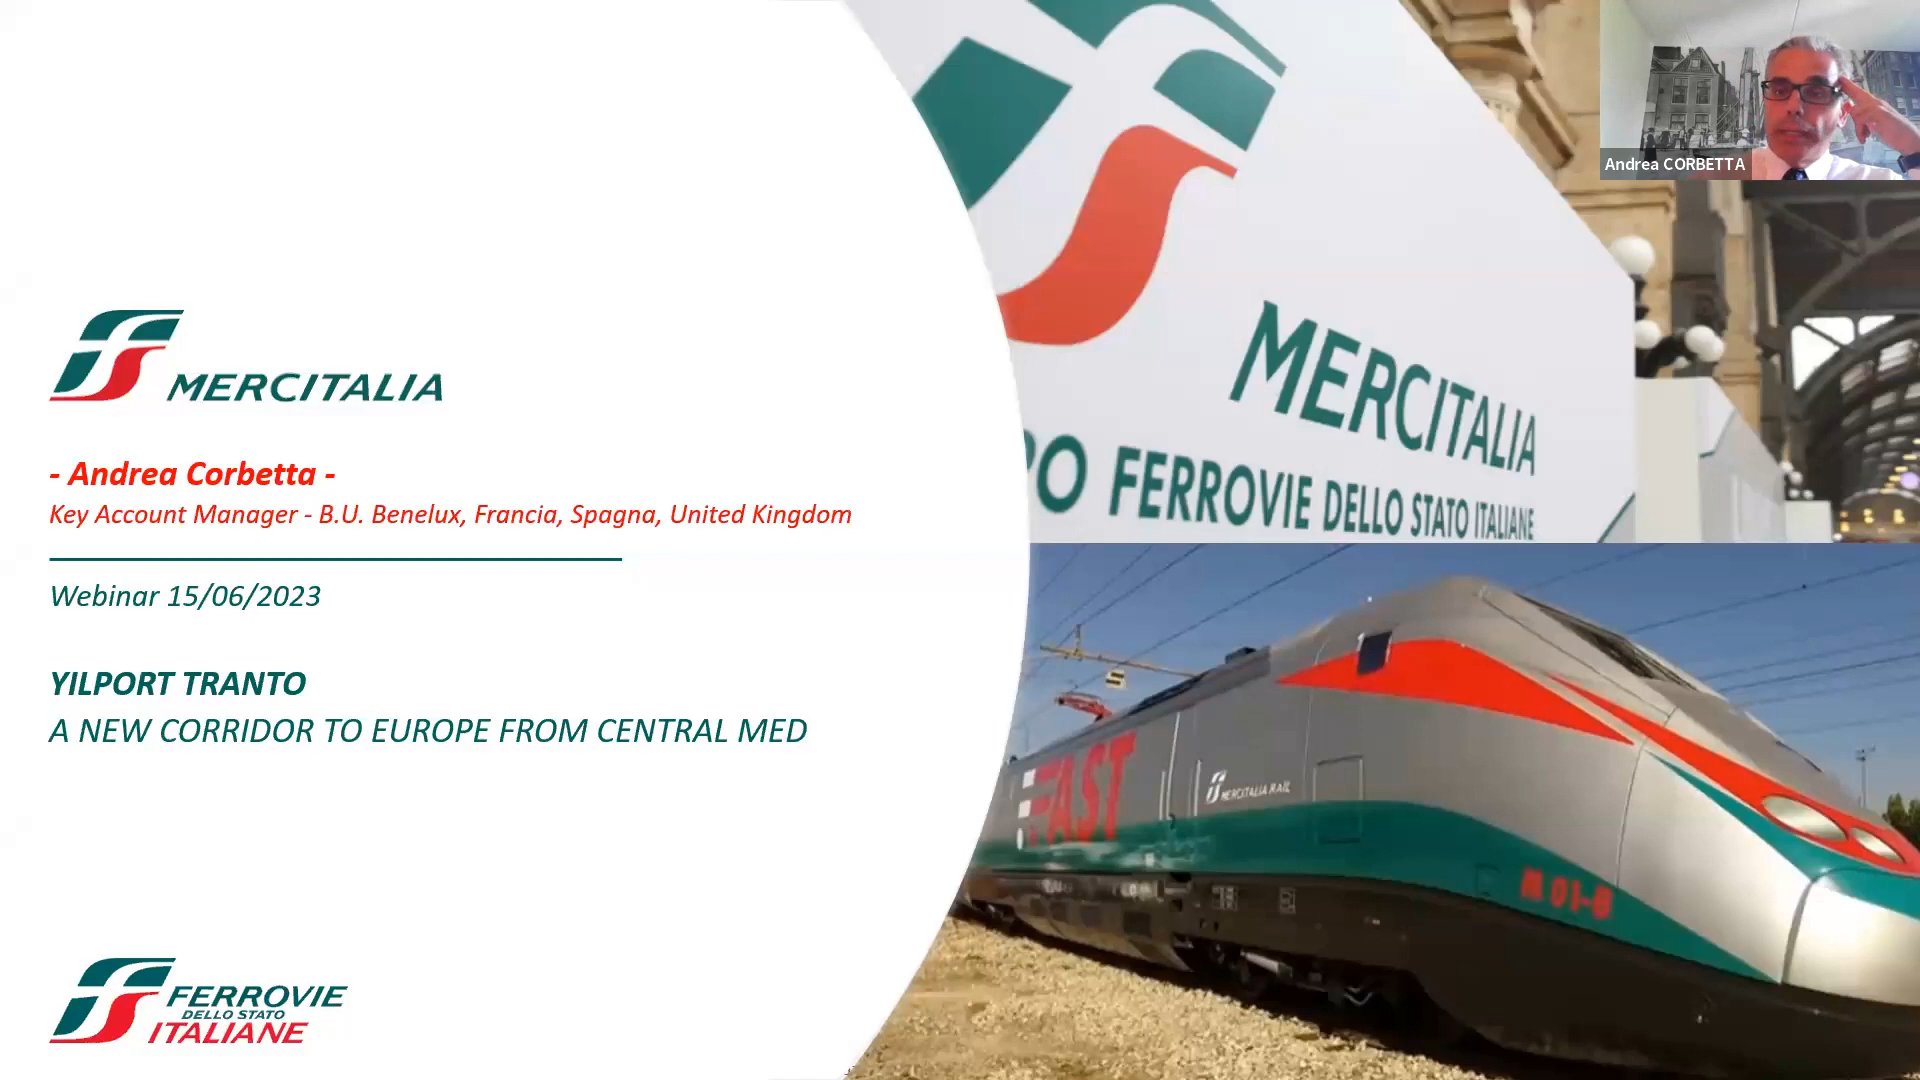 MERCITALIA
- Andrea Corbetta -
Key Account Manager - B.U. Benelux, Francia, Spagna, United Kingdom
Webinar 15/06/2023
YILPORT TRANTO
A NEW CORRIDOR TO EUROPE FROM CENTRAL MED
FERROVIE
DELLO STATO
ITALIANE
Andrea CORBETTA
MERCITALIA
PO FERROVIE DELLO STATO ITALIANE
FAST
MERCITALIA RAIL
M 01-B